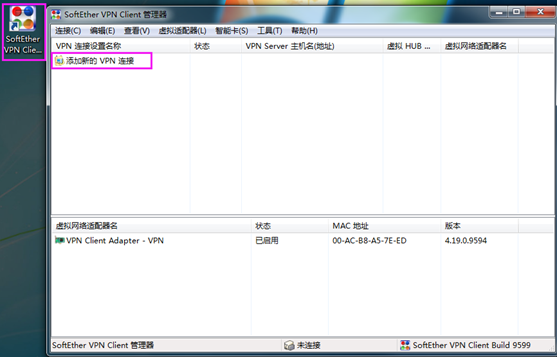 SoftEther
VPN Clie...
SoftEther VPN Client 管理器
连接(C) 编辑(E) 查看(V) 虚拟适配器(L) 智能卡(S) 工具(T) 帮助(H)
VPN 连接设置名称 状态 VPN Server 主机名(地址) 虚拟 HUB ... 虚拟网络适配器名
添加新的 VPN 连接
虚拟网络适配器名 状态 MAC 地址 版本
VPN Client Adapter - VPN 已启用 00-AC-B8-A5-7E-ED 4.19.0.9594
SoftEther VPN Client 管理器 未连接 SoftEther VPN Client Build 9599